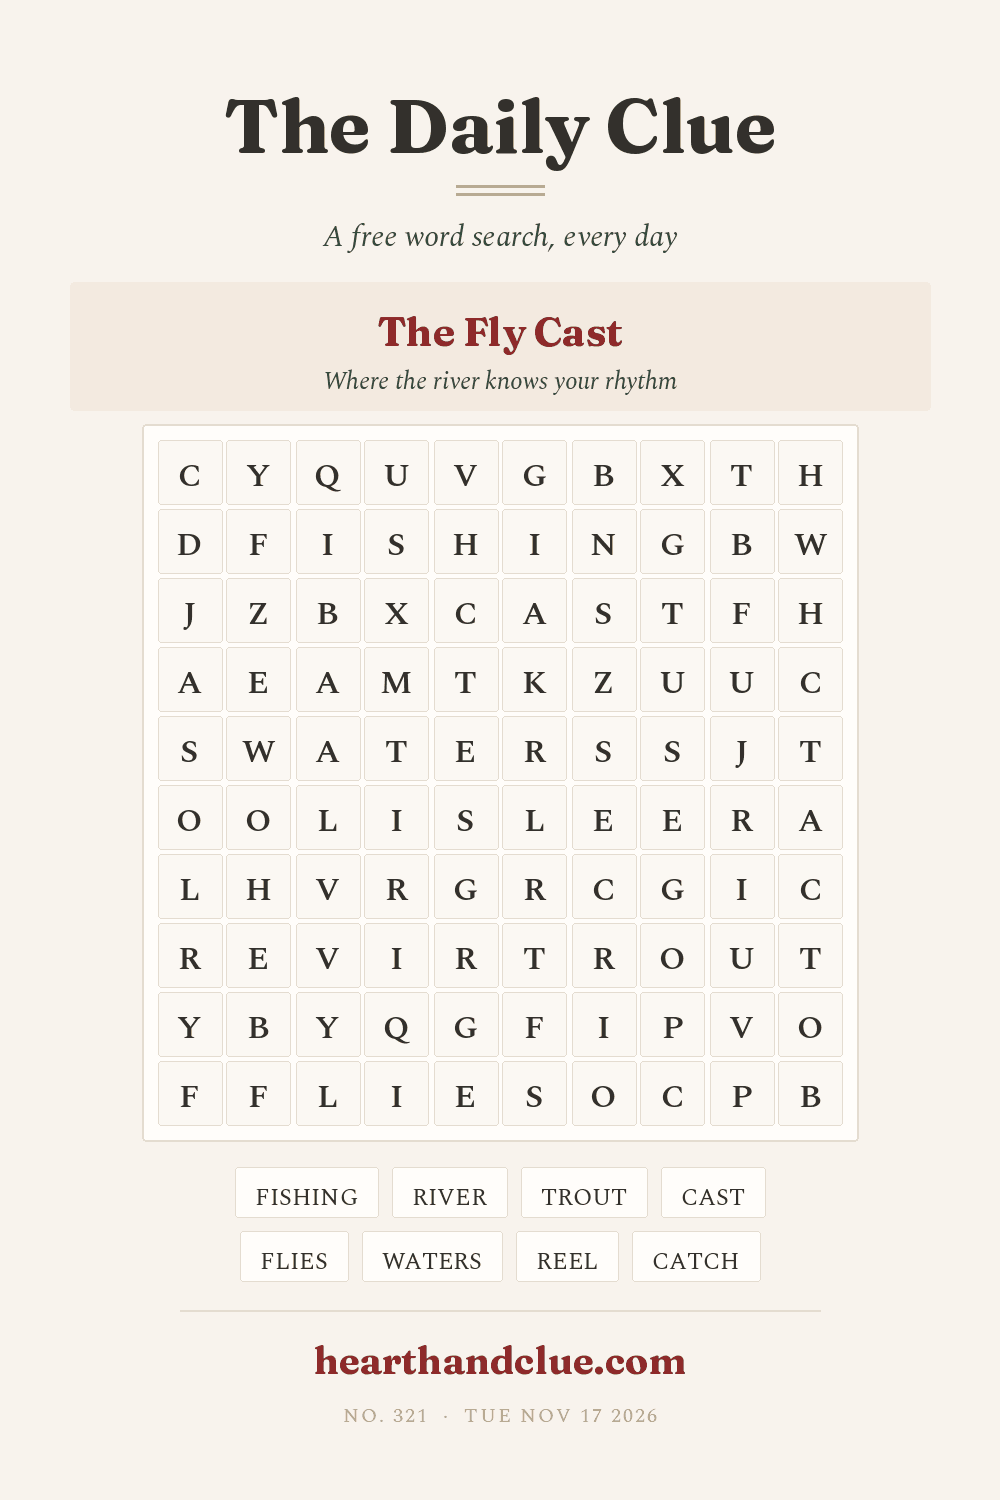 The Daily Clue
A free word search, every day
The Fly Cast
Where the river knows your rhythm
C Y Q U V G B X T H
D F I S H I N G B W
J Z B X C A S T F H
A E A M T K Z U U C
S W A T E R S S J T
O O L I S L E E R A
L H V R G R C G I C
R E V I R T R O U T
Y B Y Q G F I P V O
F F L I E S O C P B
FISHING RIVER TROUT CAST
FLIES WATERS REEL CATCH
hearthandclue.com
NO. 321 · TUE NOV 17 2026